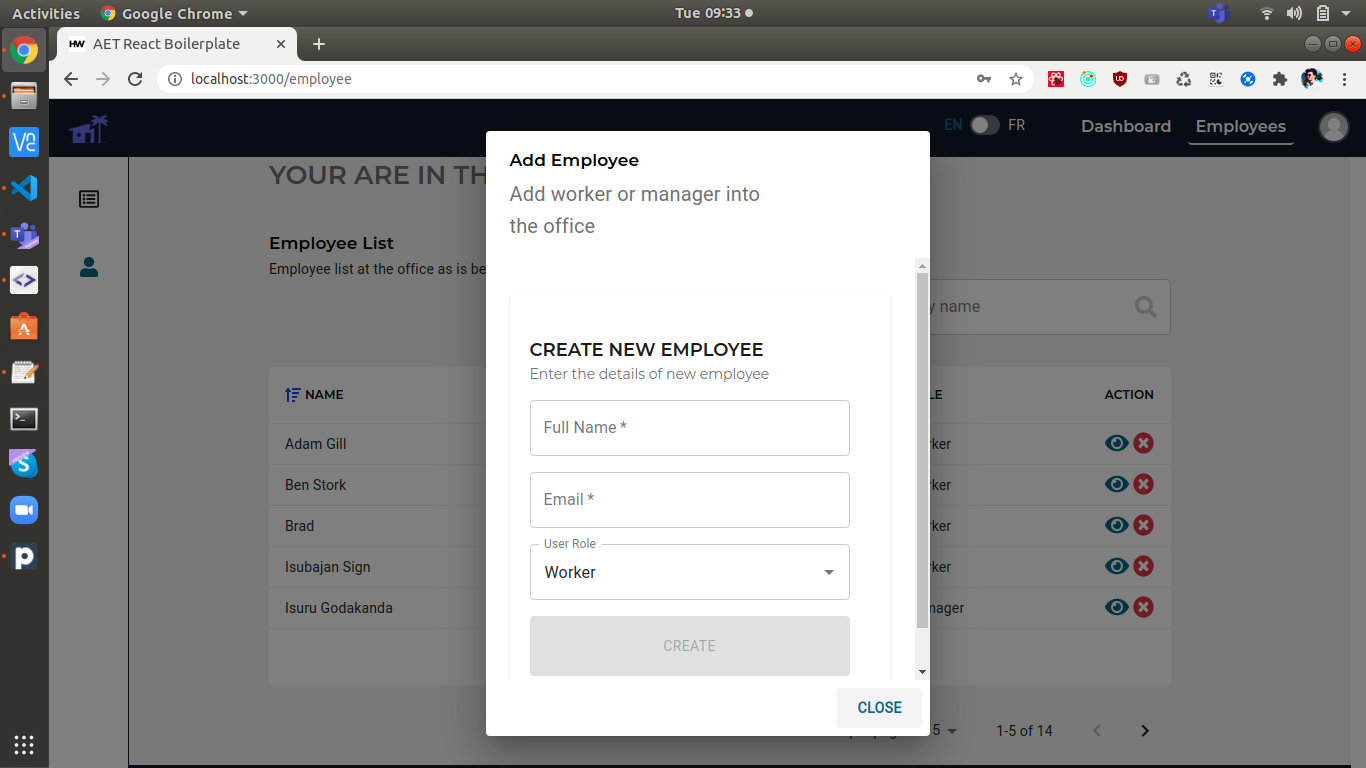 Activities Google Chrome Tue 09:33
HW AET React Boilerplate
localhost:3000/employee
EN FR Dashboard Employees
YOUR ARE IN TH
Add Employee
Add worker or manager into
the office
Employee List
Employee list at the office as is be
y name
CREATE NEW EMPLOYEE
Enter the details of new employee
NAME LE ACTION
Full Name *
Adam Gill rker
Ben Stork rker
Email *
Brad rker
User Role
Worker
Isubajan Sign rker
Isuru Godakanda nager
CREATE
CLOSE
5 1-5 of 14